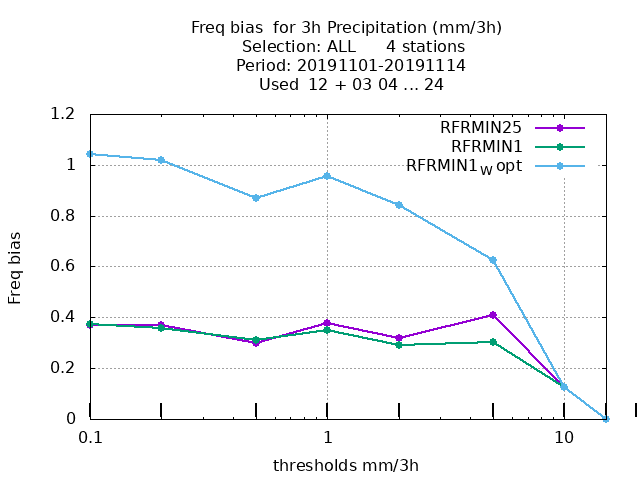 Freq bias  for 3h Precipitation (mm/3h)
Selection: ALL      4 stations
Period: 20191101-20191114
Used  12 + 03 04 ... 24
RFRMIN25
RFRMIN1
RFRMIN1W opt
1.2
1
0.8
0.6
0.4
0.2
0
Freq bias
0.1
1
10
thresholds mm/3h